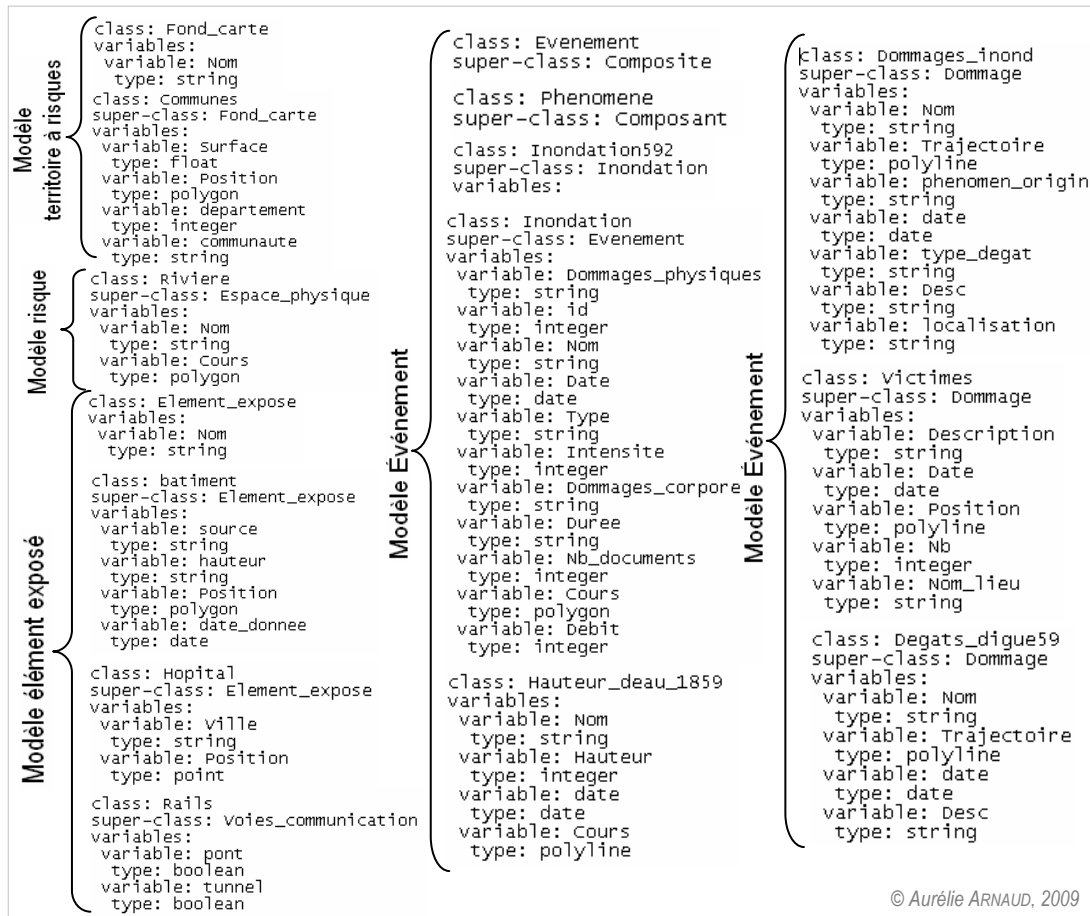 Modèle
territoire à risques
class: Fond_carte
variables:
variable: Nom
type: string
class: Communes
super-class: Fond_carte
variables:
variable: Surface
type: float
variable: Position
type: polygon
variable: departement
type: integer
variable: communaute
type: string
Modèle risque
class: Riviere
super-class: Espace_physique
variables:
variable: Nom
type: string
variable: Cours
type: polygon
Modèle élément exposé
class: Element_expose
variables:
variable: Nom
type: string
class: batiment
super-class: Element_expose
variables:
variable: source
type: string
variable: hauteur
type: string
variable: Position
type: polygon
variable: date_donnee
type: date
class: Hopital
super-class: Element_expose
variables:
variable: Ville
type: string
variable: Position
type: point
class: Rails
super-class: Voies_communication
variables:
variable: pont
type: boolean
variable: tunnel
type: boolean
Modèle Événement
class: Evenement
super-class: Composite
class: Phenomene
super-class: Composant
class: Inondation592
super-class: Inondation
variables:
class: Inondation
super-class: Evenement
variables:
variable: Dommages_physiques
type: string
variable: id
type: integer
variable: Nom
type: string
variable: Date
type: date
variable: Type
type: string
variable: Intensite
type: integer
variable: Dommages_corpore
type: string
variable: Duree
type: string
variable: Nb_documents
type: integer
variable: Cours
type: polygon
variable: Debit
type: integer
class: Hauteur_deau_1859
variables:
variable: Nom
type: string
variable: Hauteur
type: integer
variable: date
type: date
variable: Cours
type: polyline
Modèle Événement
class: Dommages_inond
super-class: Dommage
variables:
variable: Nom
type: string
variable: Trajectoire
type: polyline
variable: phenomen_origin
type: string
variable: date
type: date
variable: type_degat
type: string
variable: Desc
type: string
variable: localisation
type: string
class: Victimes
super-class: Dommage
variables:
variable: Description
type: string
variable: Date
type: date
variable: Position
type: polyline
variable: Nb
type: integer
variable: Nom_lieu
type: string
class: Degats_digue59
super-class: Dommage
variables:
variable: Nom
type: string
variable: Trajectoire
type: polyline
variable: date
type: date
variable: Desc
type: string
© Aurélie ARNAUD, 2009